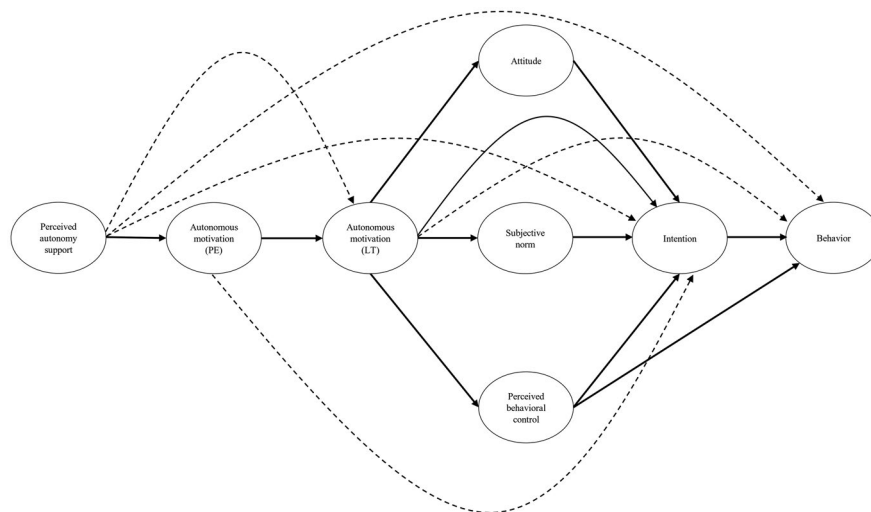 Attitude
Perceived
autonomy
support
Autonomous
motivation
(PE)
Autonomous
motivation
(LT)
Subjective
norm
Intention
Behavior
Perceived
behavioral
control